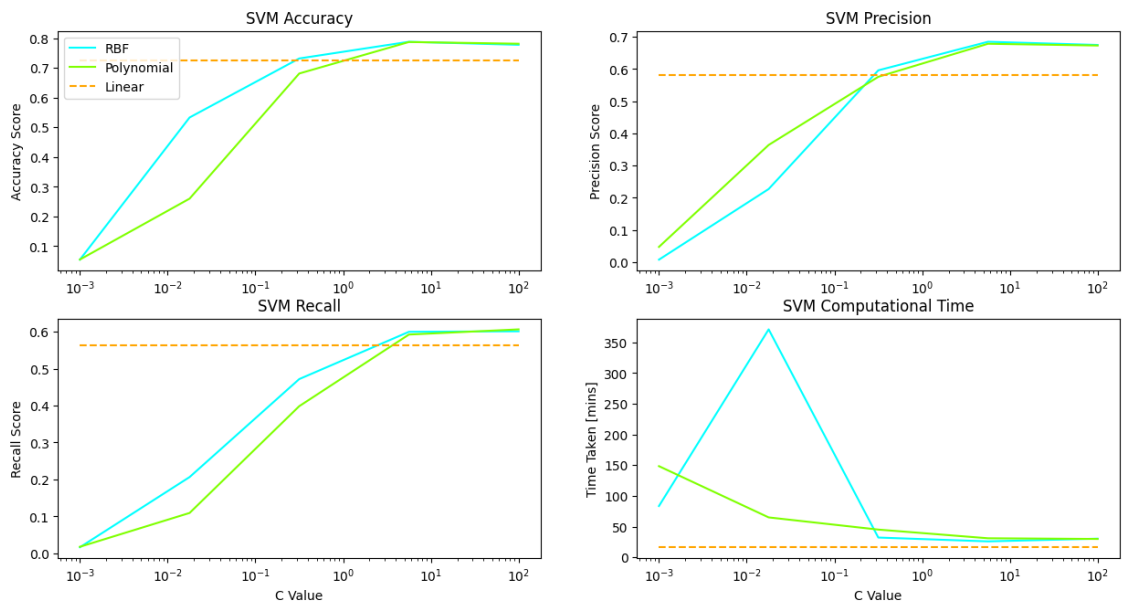 SVM Accuracy
Accuracy Score
0.8
0.7
0.6
0.5
0.4
0.3
0.2
0.1
RBF
Polynomial
Linear
10⁻³ 10⁻² 10⁻¹ 10⁰ 10¹ 10²
SVM Precision
Precision Score
0.7
0.6
0.5
0.4
0.3
0.2
0.1
0.0
10⁻³ 10⁻² 10⁻¹ 10⁰ 10¹ 10²
SVM Recall
Recall Score
0.6
0.5
0.4
0.3
0.2
0.1
0.0
10⁻³ 10⁻² 10⁻¹ 10⁰ 10¹ 10²
C Value
SVM Computational Time
Time Taken [mins]
350
300
250
200
150
100
50
0
10⁻³ 10⁻² 10⁻¹ 10⁰ 10¹ 10²
C Value